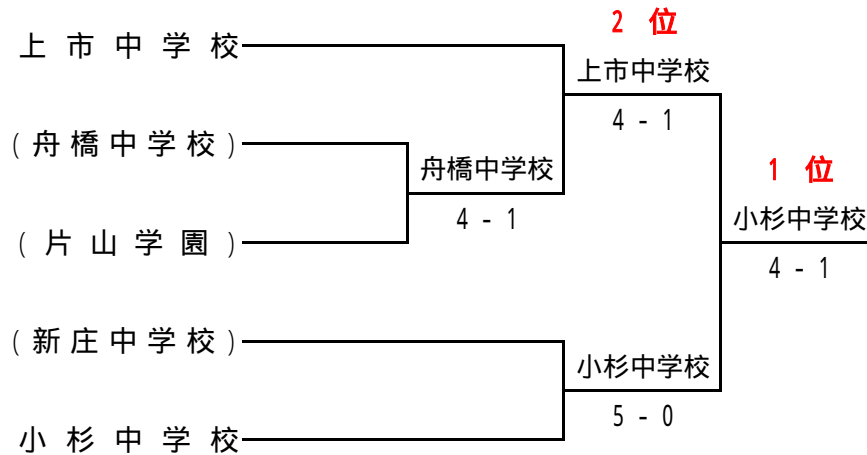 2 位
上市中学校
上市中学校
4 - 1
(舟橋中学校)
舟橋中学校
1 位
4 - 1
小杉中学校
(片山学園)
4 - 1
(新庄中学校)
小杉中学校
5 - 0
小杉中学校